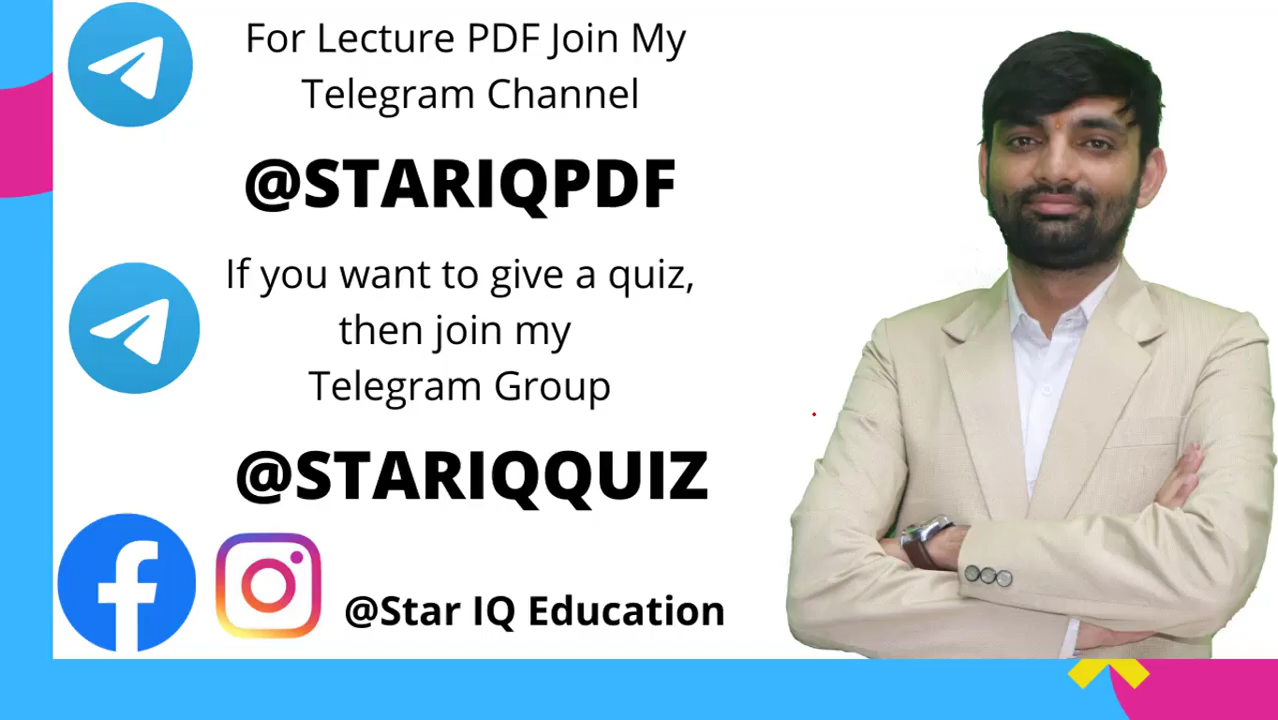 For Lecture PDF Join My
Telegram Channel
@STARIQPDF
If you want to give a quiz,
then join my
Telegram Group
@STARIQQUIZ
@Star IQ Education